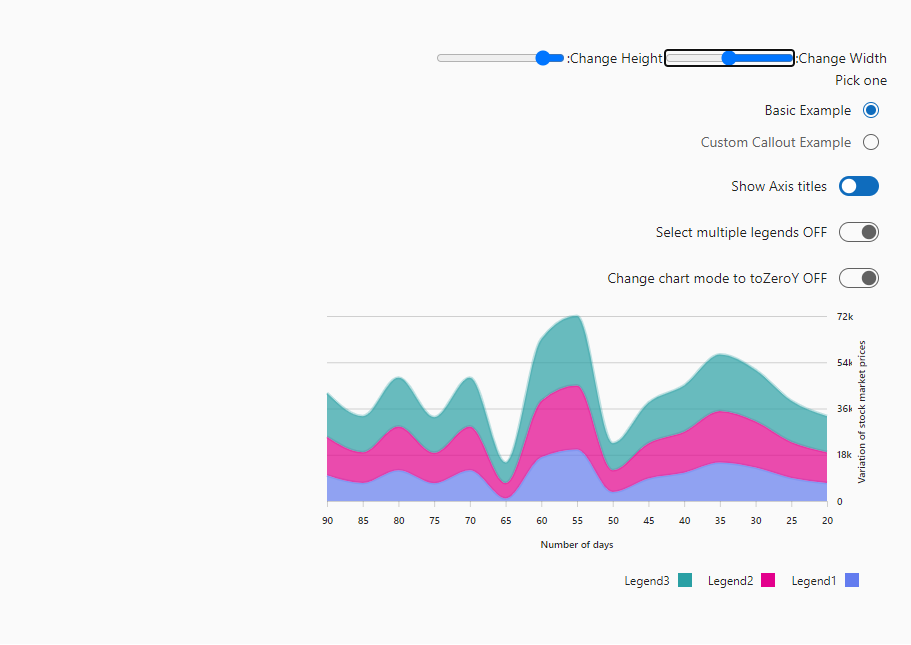 Change Width:
Change Height:
Pick one
Basic Example
Custom Callout Example
Show Axis titles
Select multiple legends OFF
Change chart mode to toZeroY OFF
72k
54k
36k
18k
0
Variation of stock market prices
90 85 80 75 70 65 60 55 50 45 40 35 30 25 20
Number of days
Legend3 Legend2 Legend1